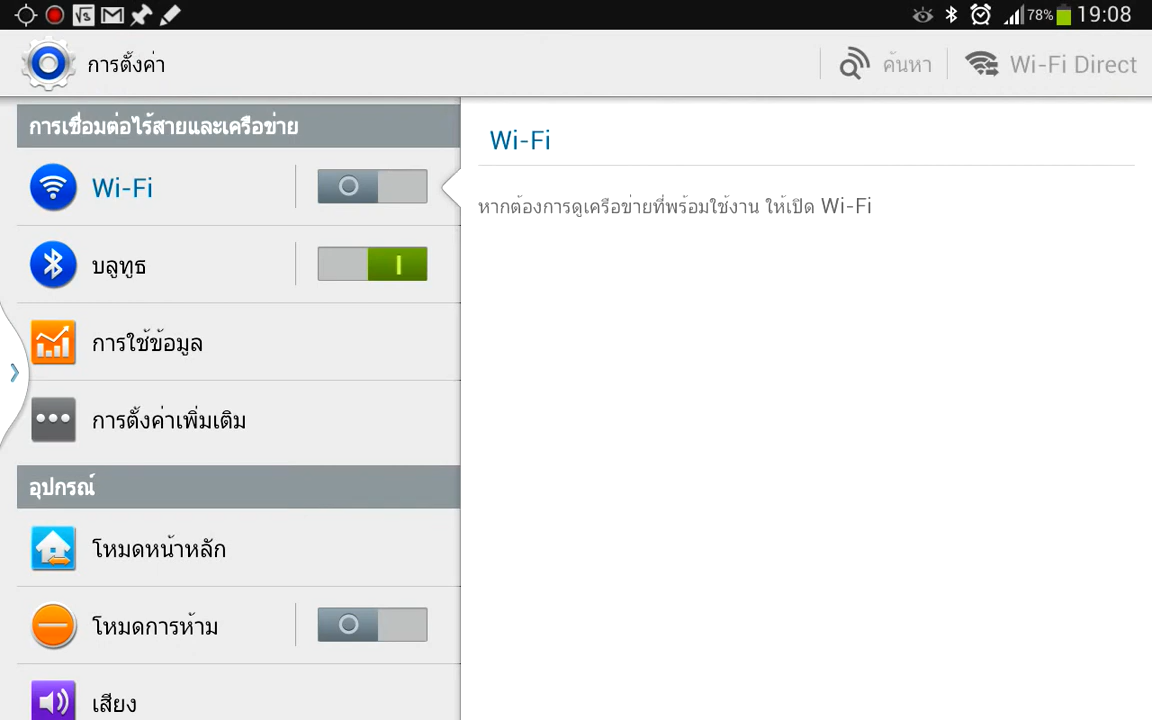 78% 19:08
การตั้งค่า
ค้นหา
Wi-Fi Direct
การเชื่อมต่อไร้สายและเครือข่าย
Wi-Fi
บลูทูธ
การใช้ข้อมูล
การตั้งค่าเพิ่มเติม
อุปกรณ์
โหมดหน้าหลัก
โหมดการห้าม
เสียง
Wi-Fi
หากต้องการดูเครือข่ายที่พร้อมใช้งาน ให้เปิด Wi-Fi